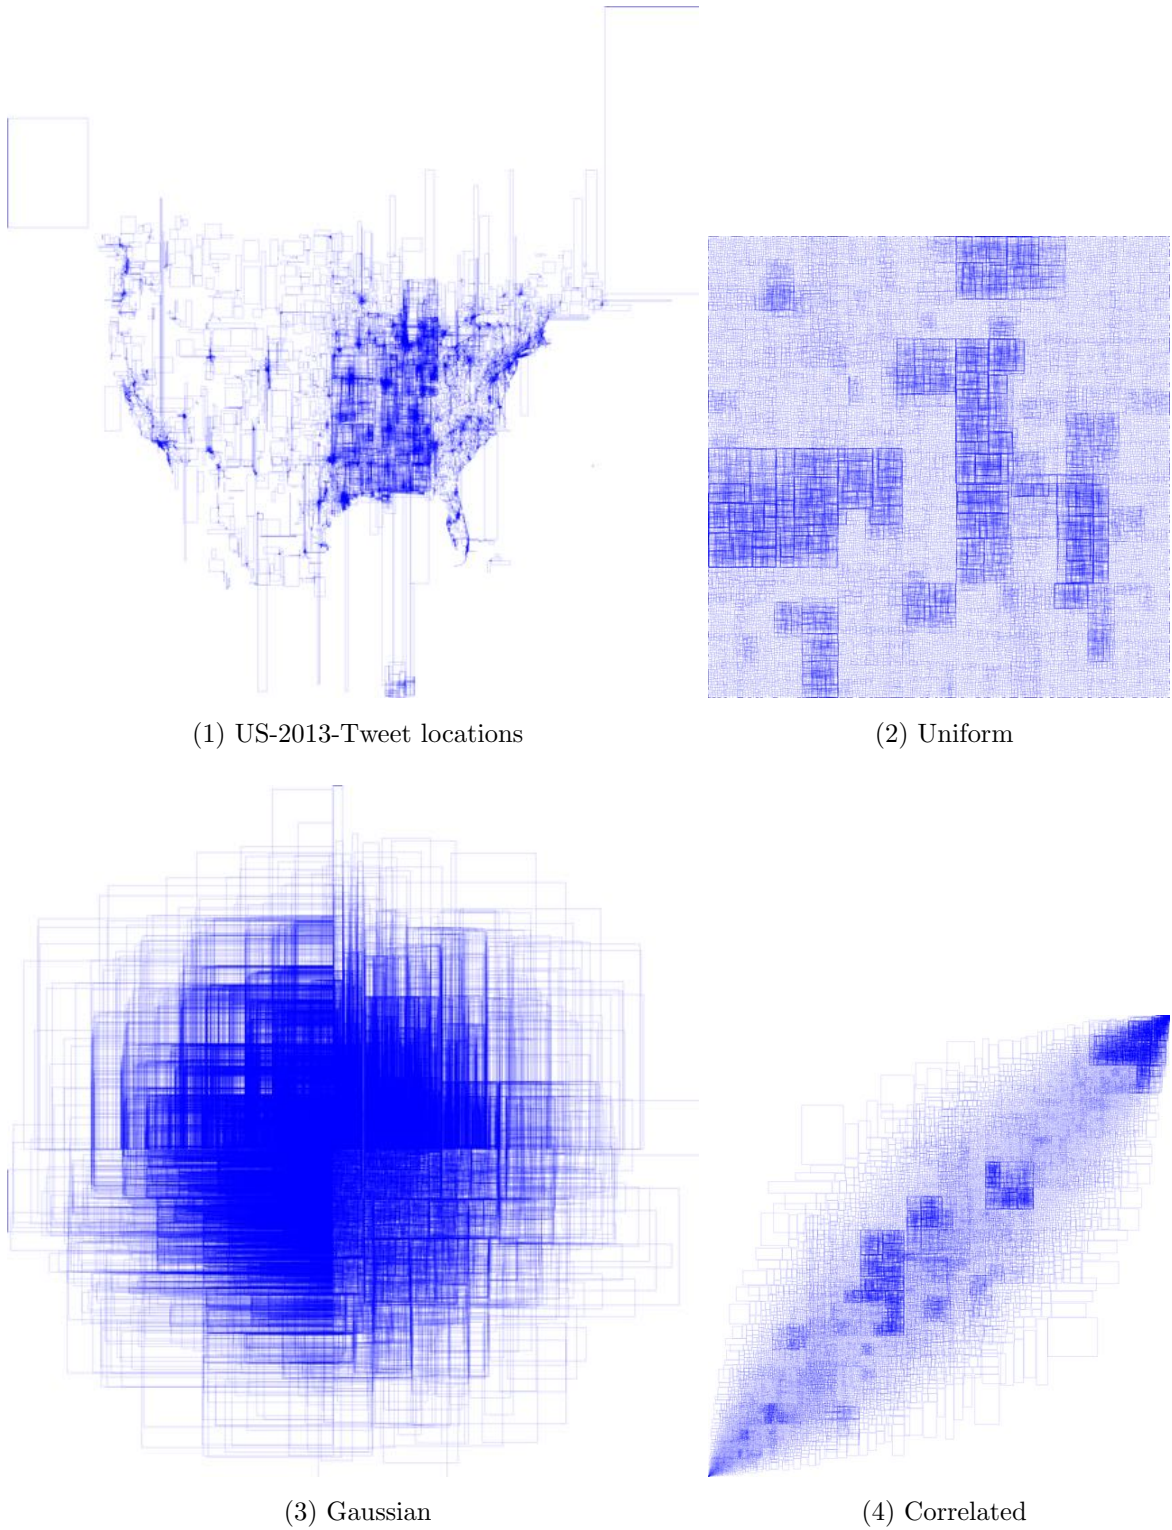 (1) US-2013-Tweet locations
(2) Uniform
(3) Gaussian
(4) Correlated